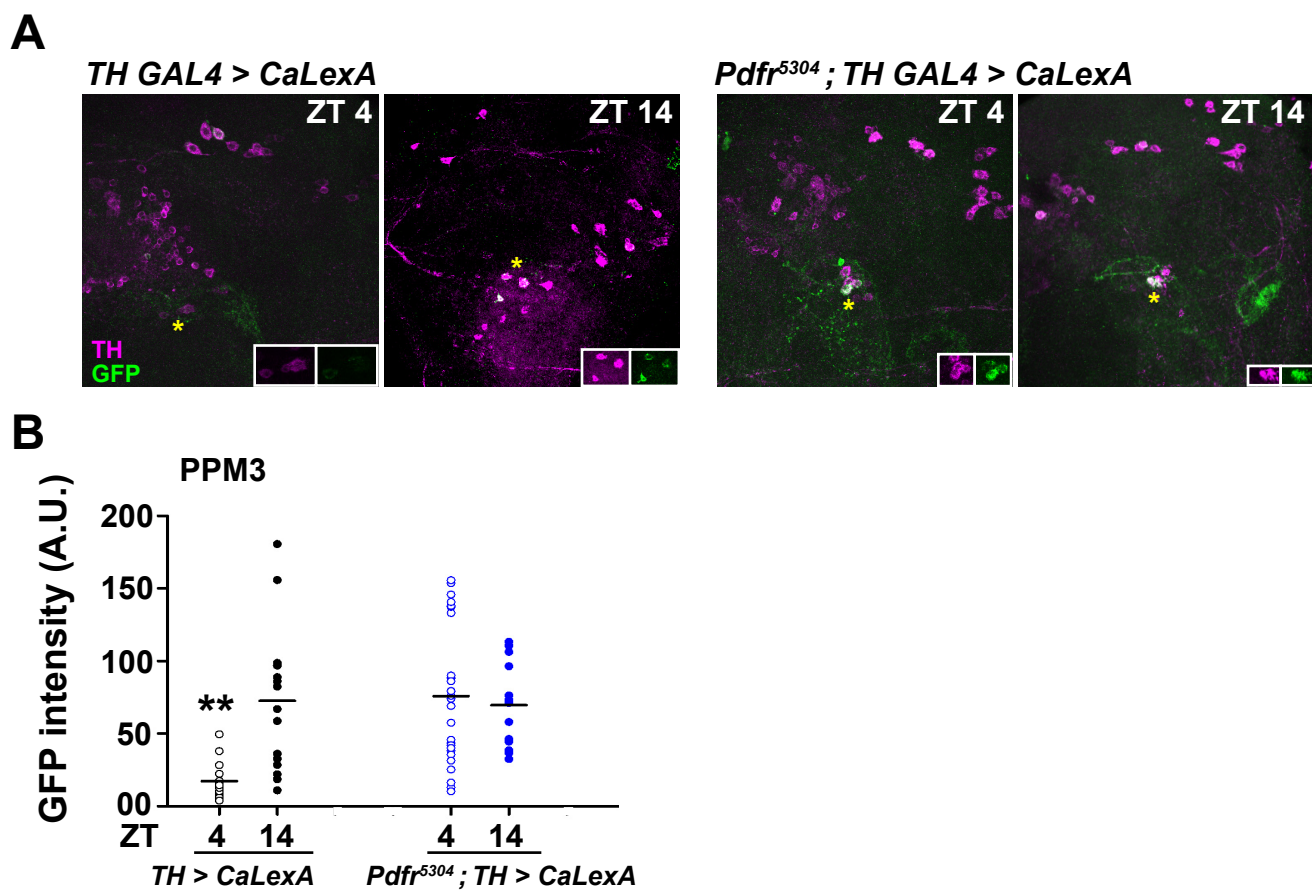 A
TH GAL4 > CaLexA
Pdfr⁵³⁰⁴ ; TH GAL4 > CaLexA
ZT 4
ZT 14
ZT 4
ZT 14
*
*
*
*
TH
GFP
B
PPM3
GFP intensity (A.U.)
200
150
100
50
00
**
ZT 4 14 4 14
TH > CaLexA
Pdfr⁵³⁰⁴ ; TH > CaLexA